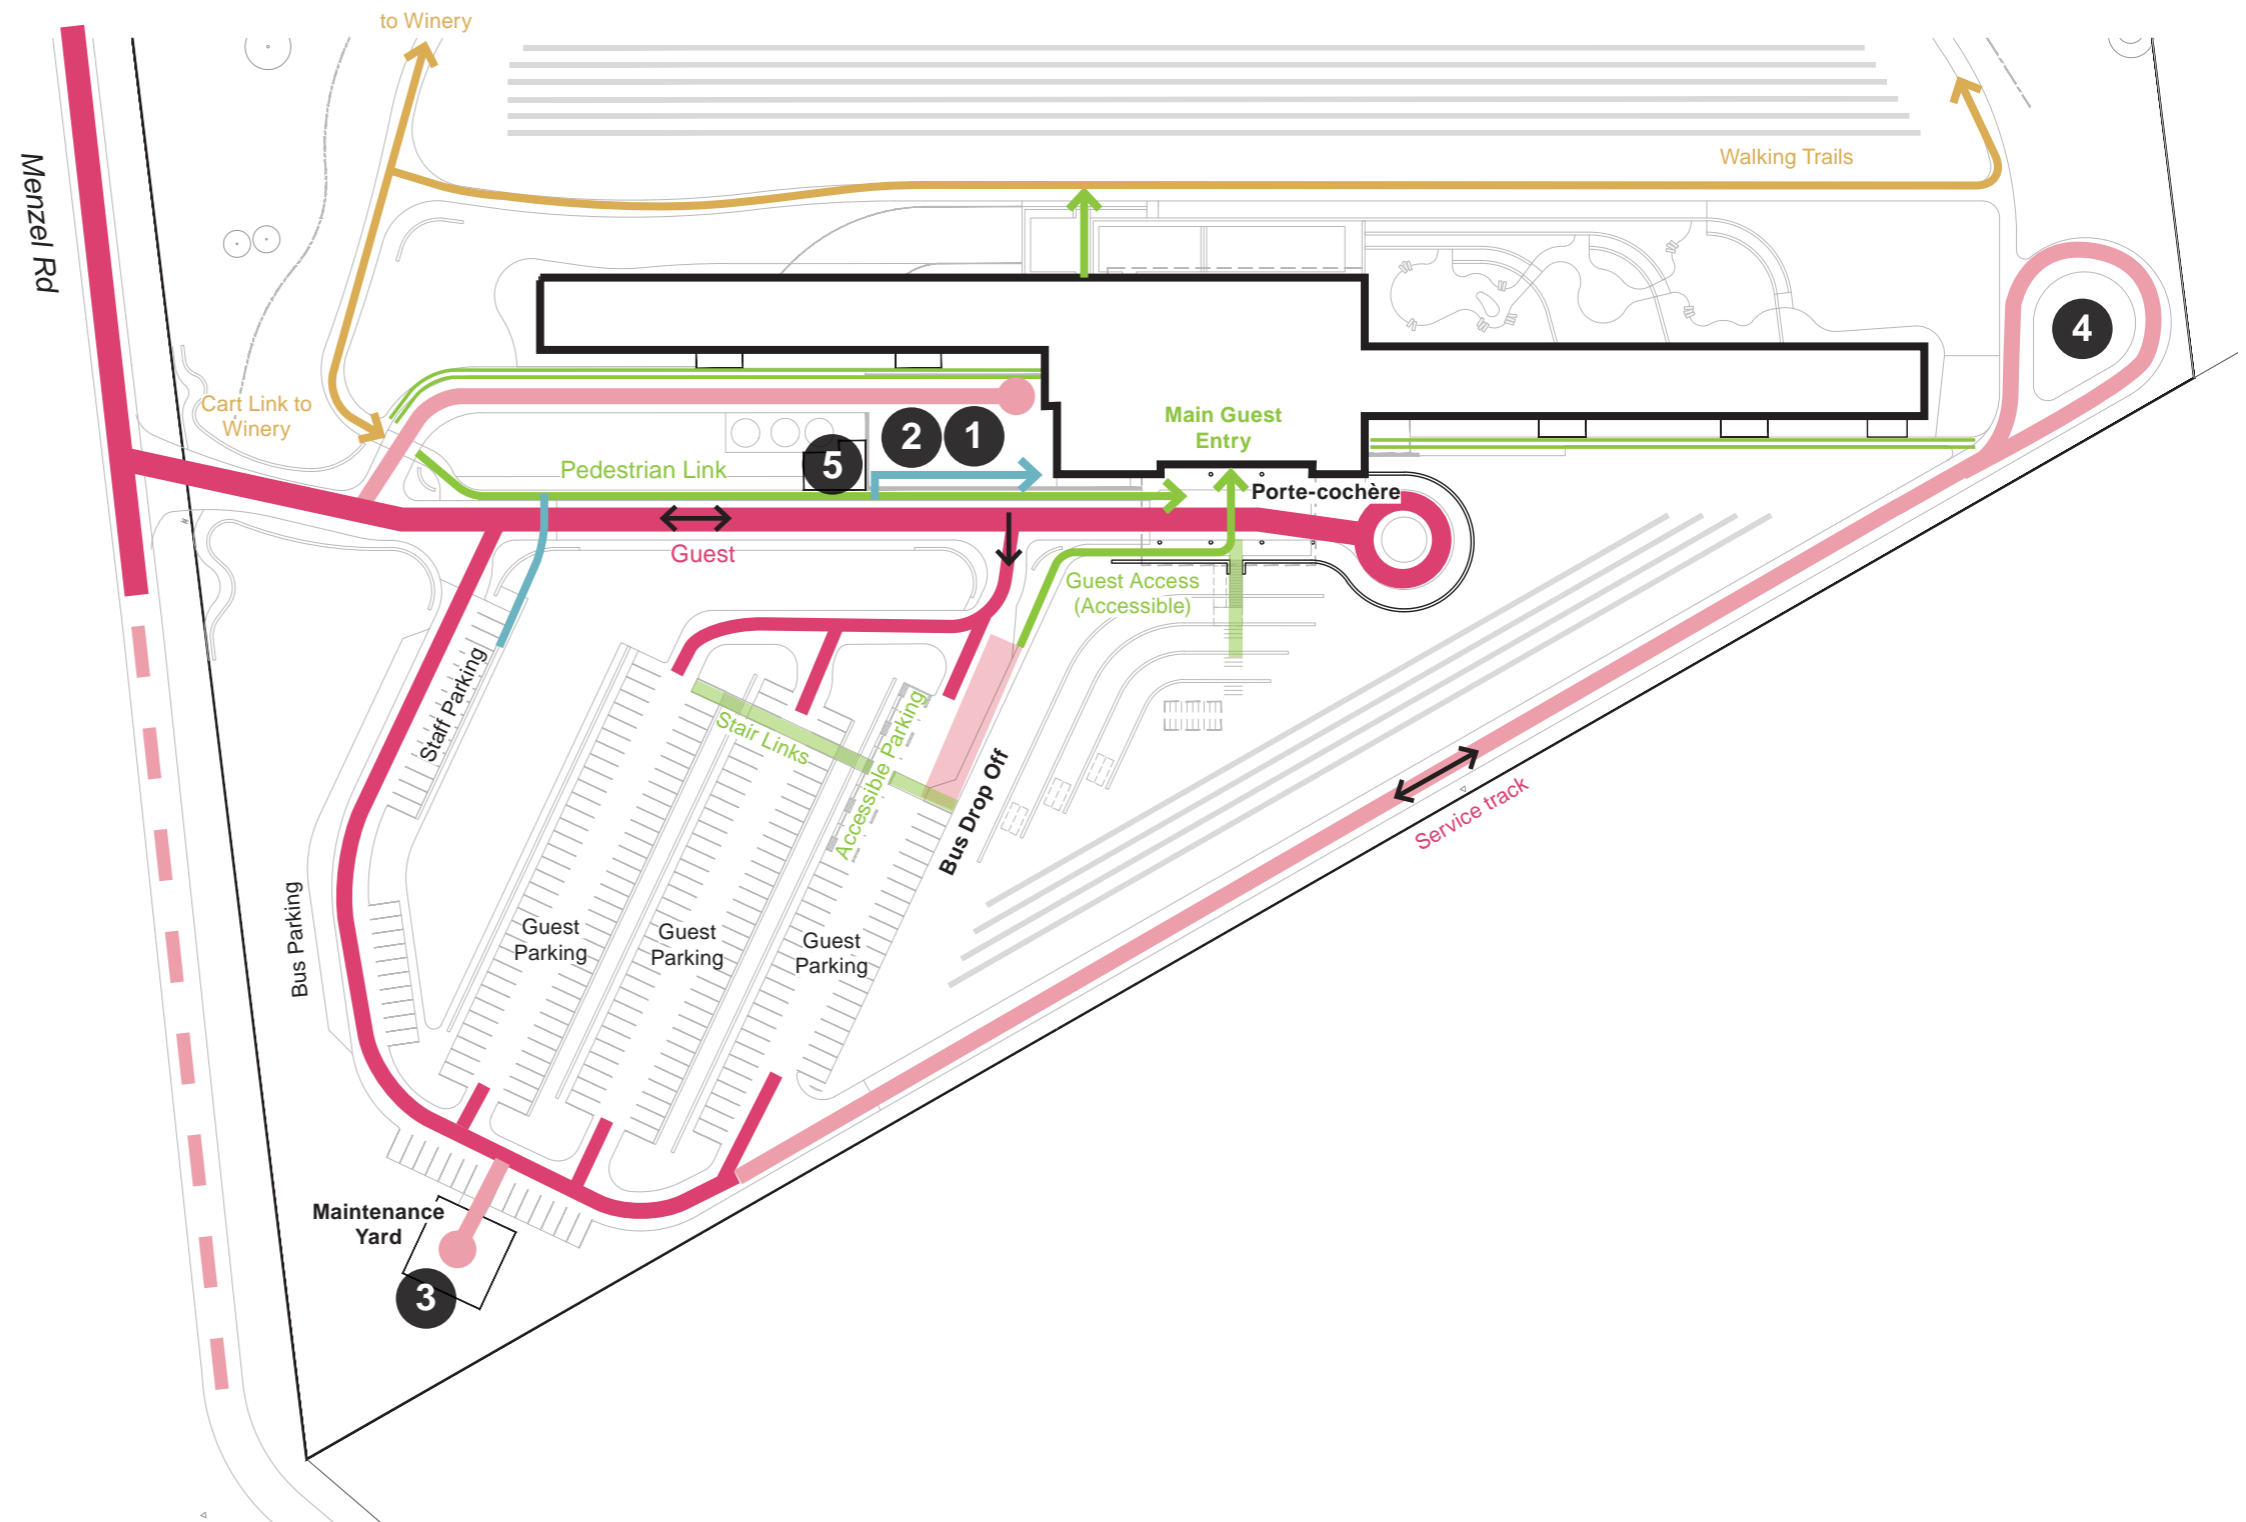 to Winery
Menzel Rd
Walking Trails
Cart Link to
Winery
4
2
1
5
Main Guest
Entry
Pedestrian Link
Porte-cochère
Guest
Guest Access
(Accessible)
Staff Parking
Stair Links
Accessible Parking
Bus Drop Off
Service track
Bus Parking
Guest
Parking
Guest
Parking
Guest
Parking
Maintenance
Yard
3